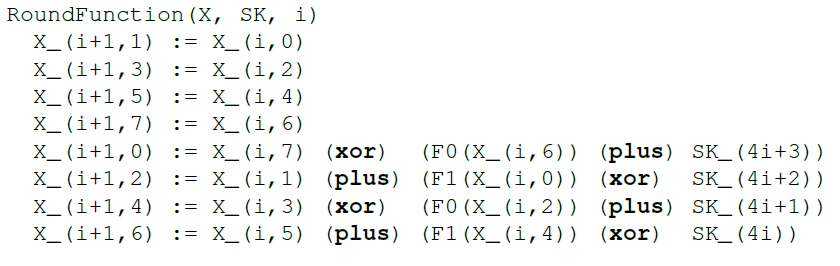 RoundFunction(X, SK, i)
X_(i+1,1) := X_(i,0)
X_(i+1,3) := X_(i,2)
X_(i+1,5) := X_(i,4)
X_(i+1,7) := X_(i,6)
X_(i+1,0) := X_(i,7) (xor) (F0(X_(i,6)) (plus) SK_(4i+3))
X_(i+1,2) := X_(i,1) (plus) (F1(X_(i,0)) (xor) SK_(4i+2))
X_(i+1,4) := X_(i,3) (xor) (F0(X_(i,2)) (plus) SK_(4i+1))
X_(i+1,6) := X_(i,5) (plus) (F1(X_(i,4)) (xor) SK_(4i))